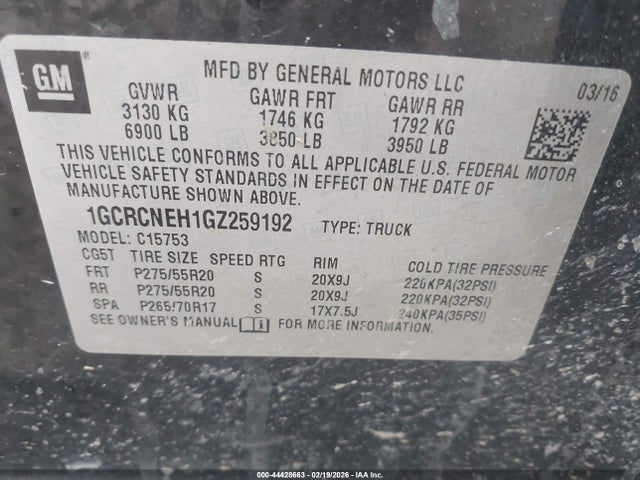 GM
MFD BY GENERAL MOTORS LLC
03/16
GVWR GAWR FRT GAWR RR
3130 KG 1746 KG 1792 KG
6900 LB 3850 LB 3950 LB
THIS VEHICLE CONFORMS TO ALL APPLICABLE U.S. FEDERAL MOTOR
VEHICLE SAFETY STANDARDS IN EFFECT ON THE DATE OF
MANUFACTURE SHOWN ABOVE.
1GCRCNEH1GZ259192 TYPE: TRUCK
MODEL: C15753
CG5T TIRE SIZE SPEED RTG RIM COLD TIRE PRESSURE
FRT P275/55R20 S 20X9J 220KPA(32PSI)
RR P275/55R20 S 20X9J 220KPA(32PSI)
SPA P265/70R17 S 17X7.5J 240KPA(35PSI)
SEE OWNER'S MANUAL FOR MORE INFORMATION.
000-44428663 - 02/19/2026 - IAA Inc.